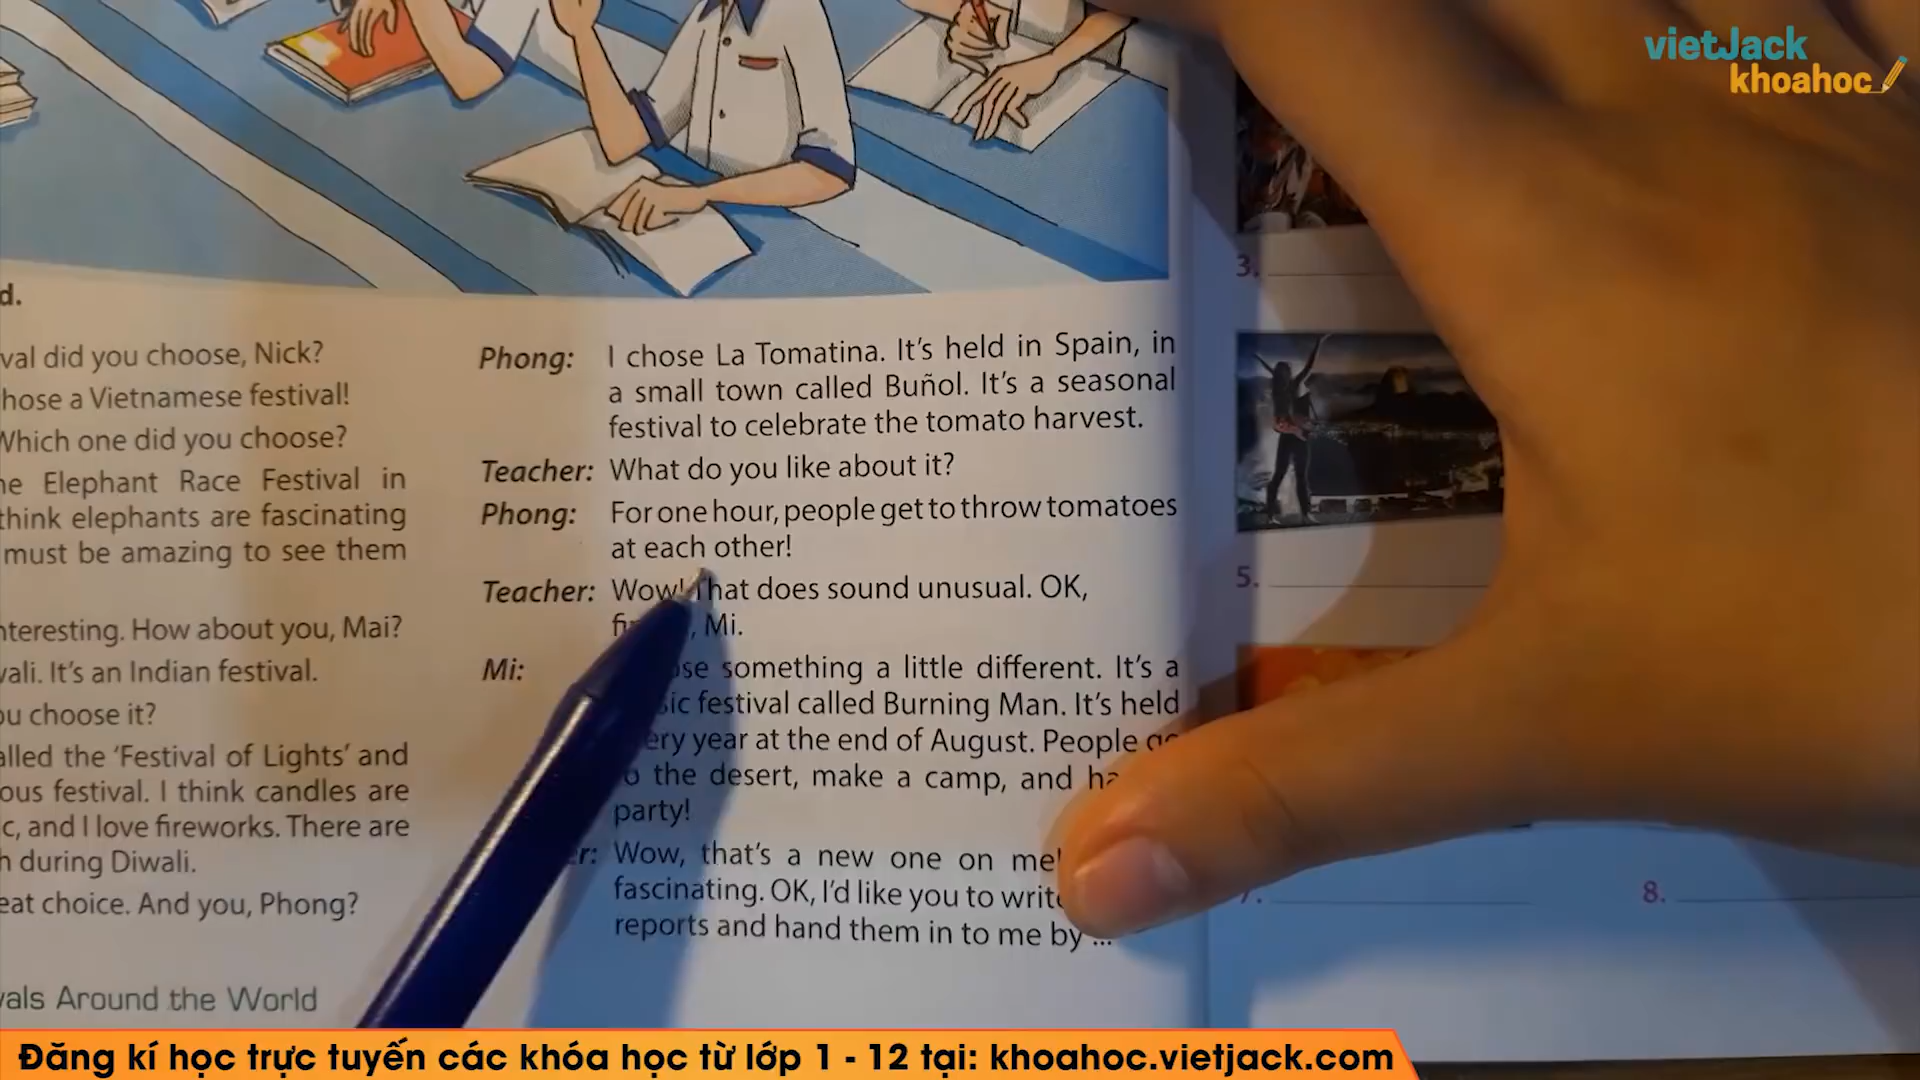 vietJack
khoahoc
d.
val did you choose, Nick?
hose a Vietnamese festival!
Which one did you choose?
ne Elephant Race Festival in
think elephants are fascinating
must be amazing to see them
nteresting. How about you, Mai?
vali. It's an Indian festival.
ou choose it?
alled the 'Festival of Lights' and
ous festival. I think candles are
c, and I love fireworks. There are
h during Diwali.
eat choice. And you, Phong?
vals Around the World
Phong: I chose La Tomatina. It's held in Spain, in
a small town called Buñol. It's a seasonal
festival to celebrate the tomato harvest.
Teacher: What do you like about it?
Phong: For one hour, people get to throw tomatoes
at each other!
Teacher: Wow! That does sound unusual. OK,
Mi.
Mi: something a little different. It's a
festival called Burning Man. It's held
year at the end of August. People
the desert, make a camp, and
party!
er: Wow, that's a new one on me!
fascinating. OK, I'd like you to write
reports and hand them in to me by ...
3.
5.
7.
8.
Đăng kí học trực tuyến các khóa học từ lớp 1 - 12 tại: khoahoc.vietjack.com